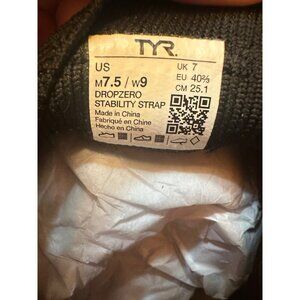 TYR
US
M7.5 / W9
DROPZERO
STABILITY STRAP
Made in China
Fabriqué en Chine
Hecho en China
UK 7
EU 40⅔
CM 25.1